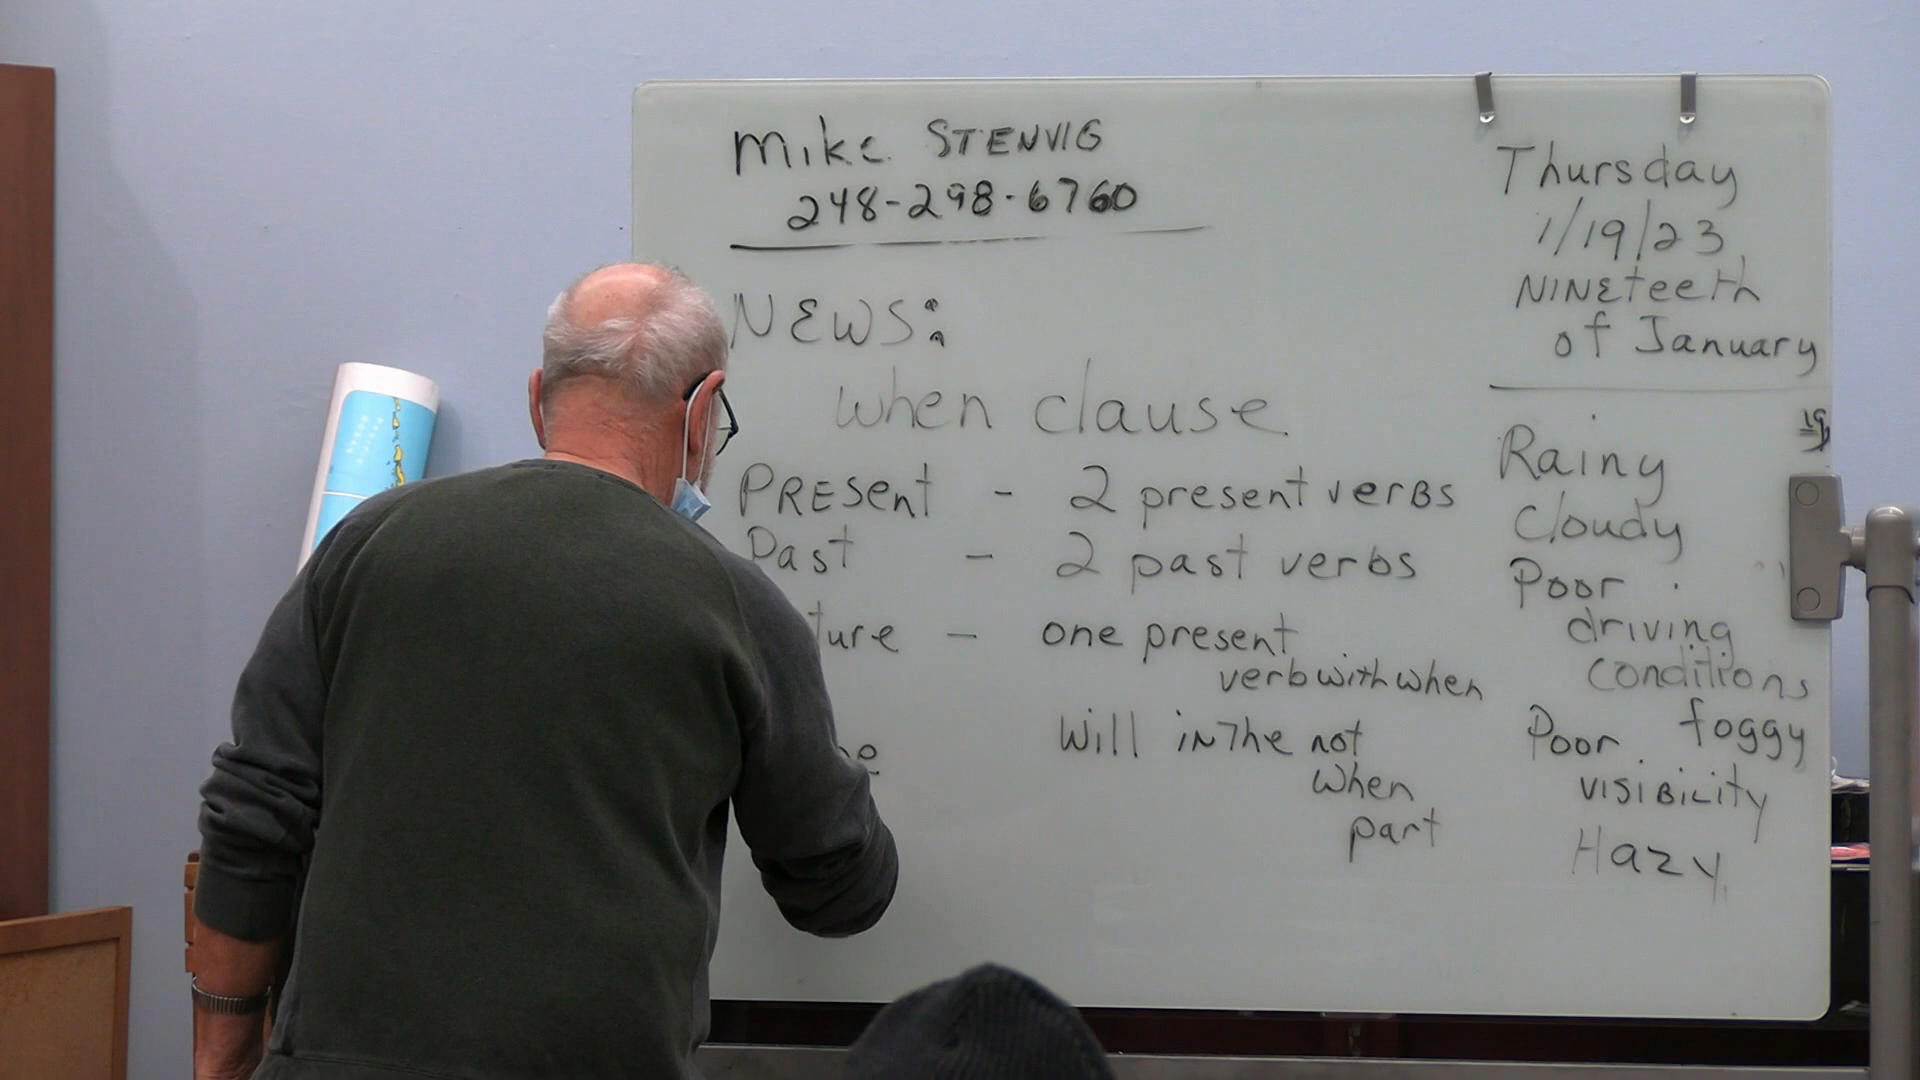 Mike STENVIG
248-298-6760
NEWS:
when clause
PRESent - 2 present verBs
Past - 2 past verbs
ture - one present
verb with when
Will in The not
when
part
Thursday
1/19/23
NINEteeth
of January
19
Rainy
Cloudy
Poor
driving
conditions
foggy
Poor
visiBility
Hazy